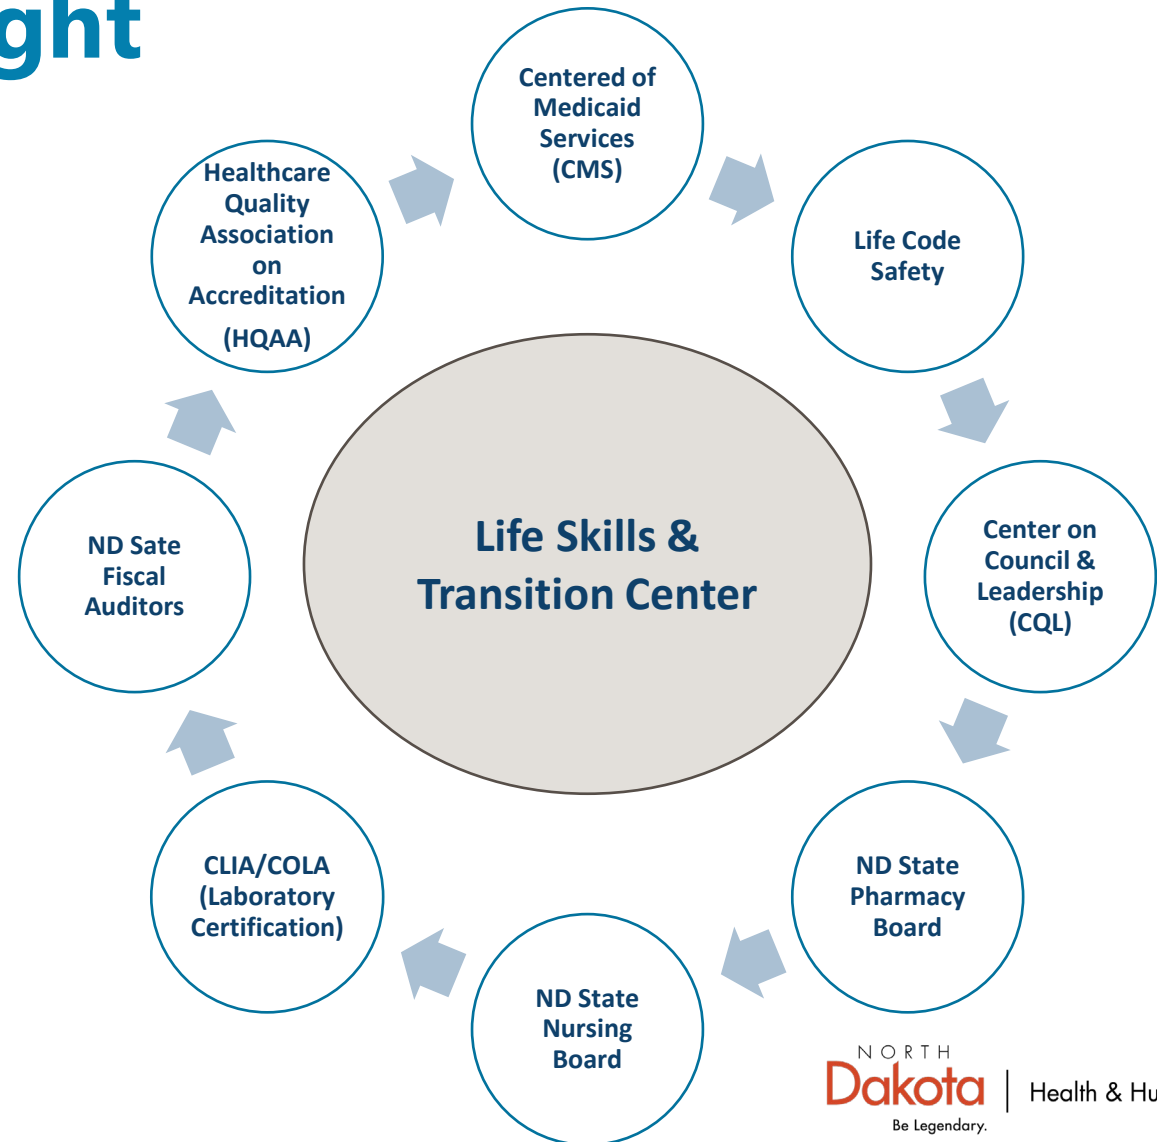 ght
Centered of
Medicaid
Services
(CMS)
Life Code
Safety
Center on
Council &
Leadership
(CQL)
ND State
Pharmacy
Board
ND State
Nursing
Board
CLIA/COLA
(Laboratory
Certification)
ND Sate
Fiscal
Auditors
Healthcare
Quality
Association
on
Accreditation
(HQAA)
Life Skills &
Transition Center
NORTH
Dakota
Be Legendary.
Health & Hu